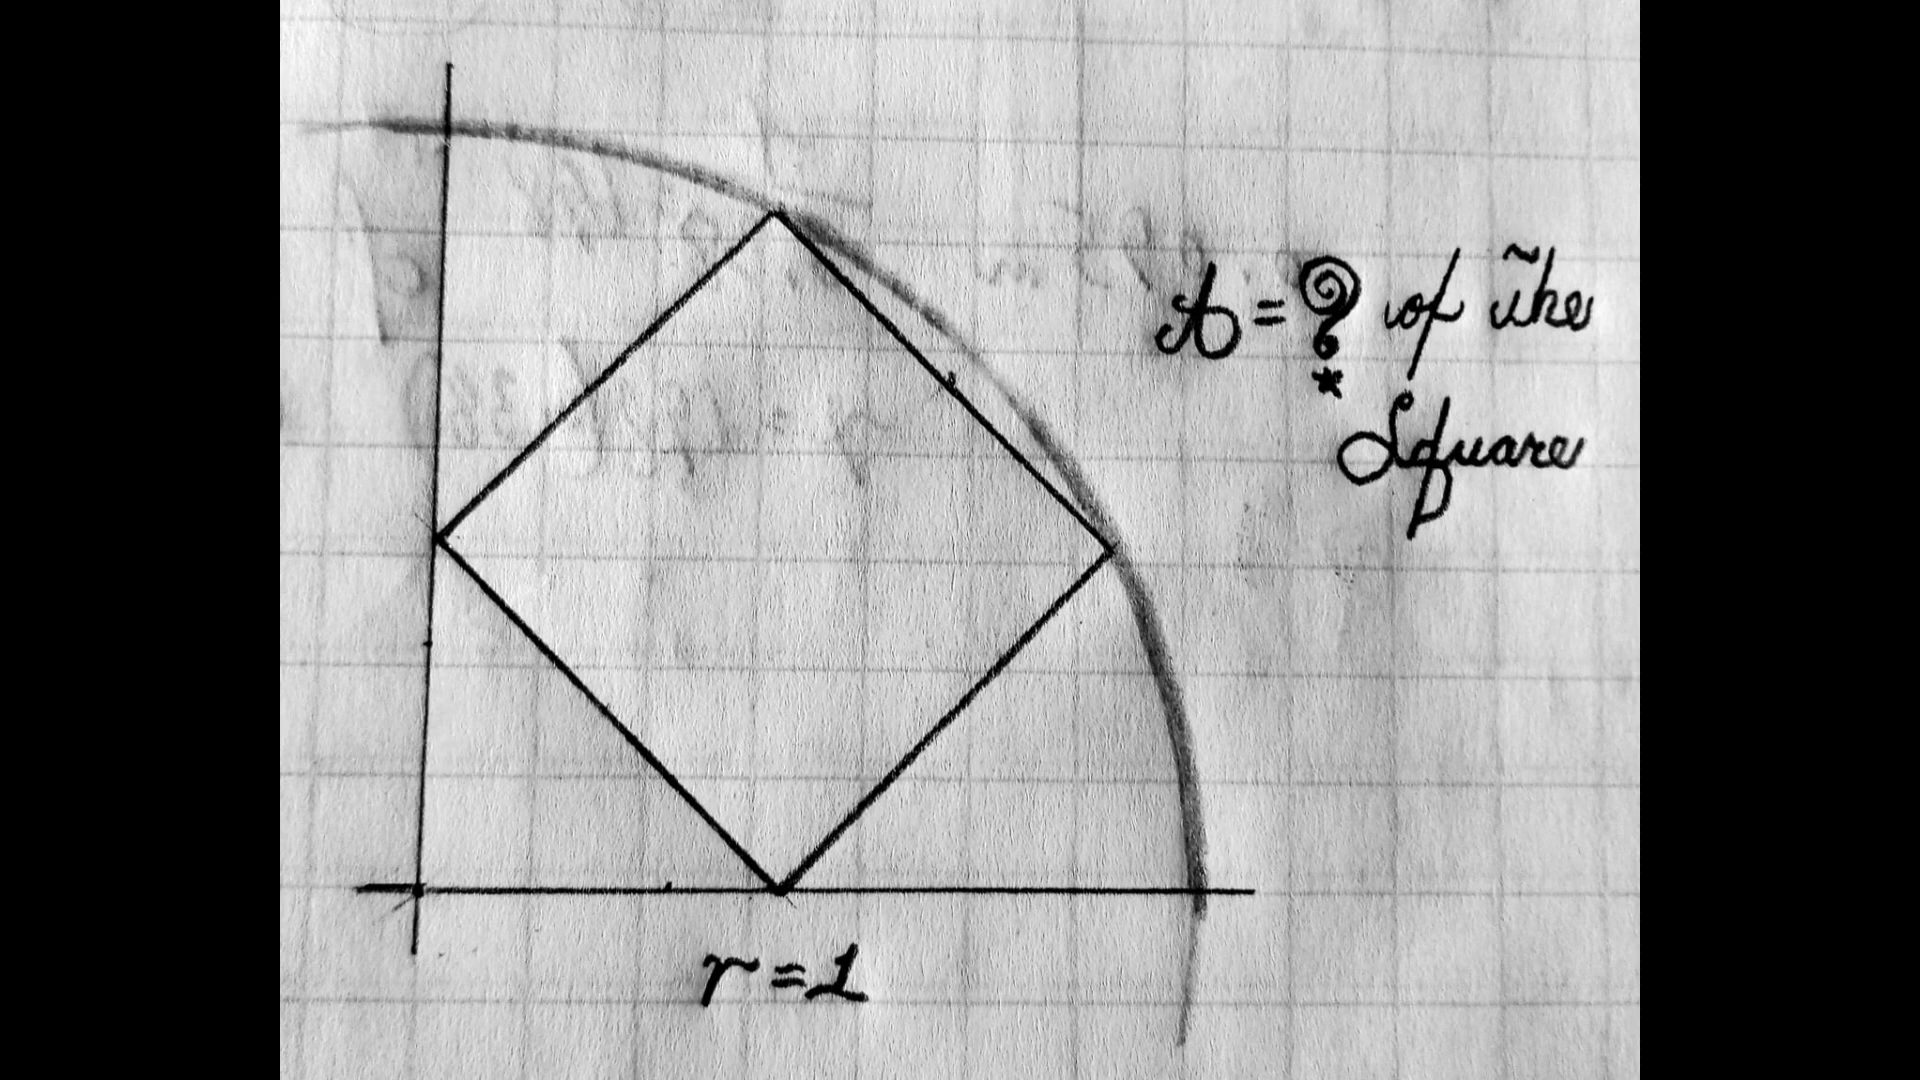 A = ? of the
Square
r = 1